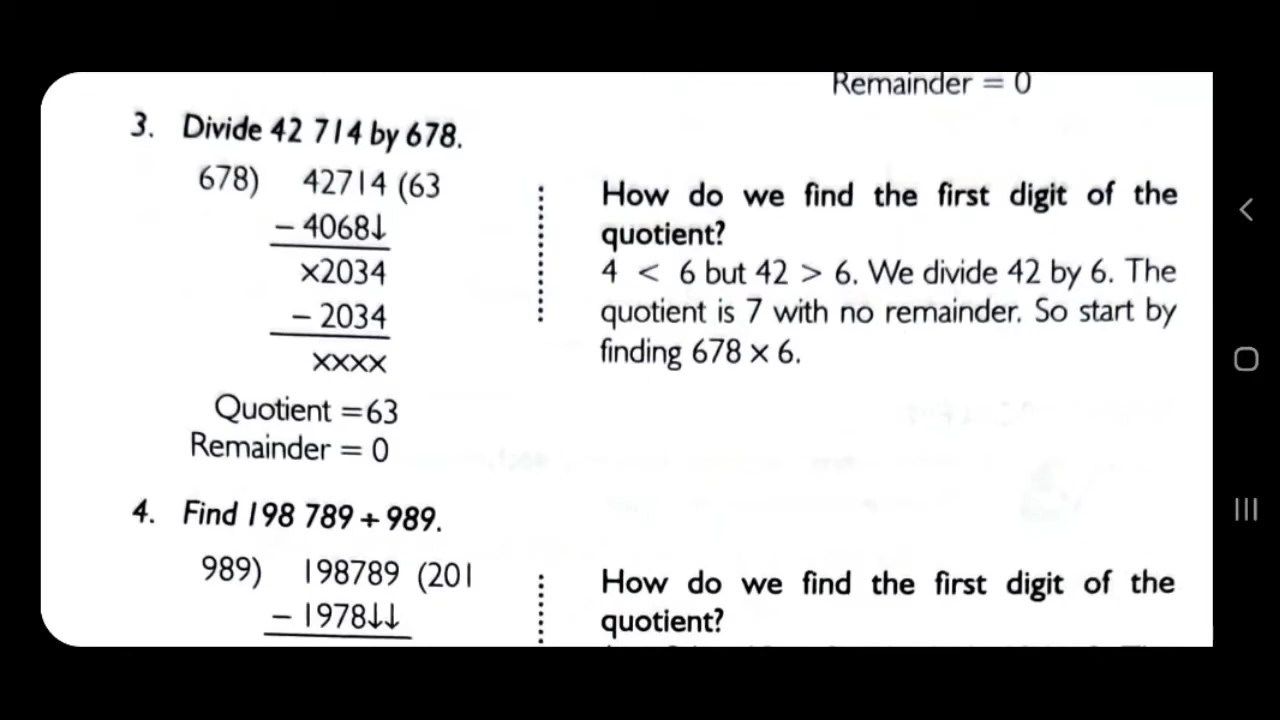 Remainder = 0
3. Divide 42 714 by 678.
678) 42714 (63
– 4068↓
×2034
– 2034
××××
Quotient =63
Remainder = 0
How do we find the first digit of the
quotient?
4 < 6 but 42 > 6. We divide 42 by 6. The
quotient is 7 with no remainder. So start by
finding 678 × 6.
4. Find 198 789 ÷ 989.
989) 198789 (201
– 1978↓↓
How do we find the first digit of the
quotient?